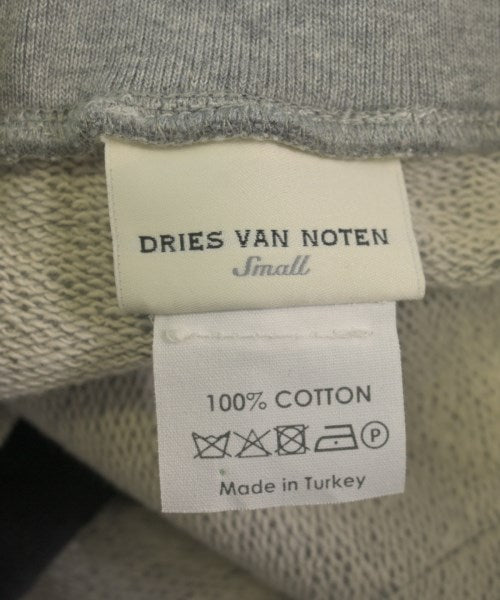 DRIES VAN NOTEN
Small
100% COTTON
P
Made in Turkey